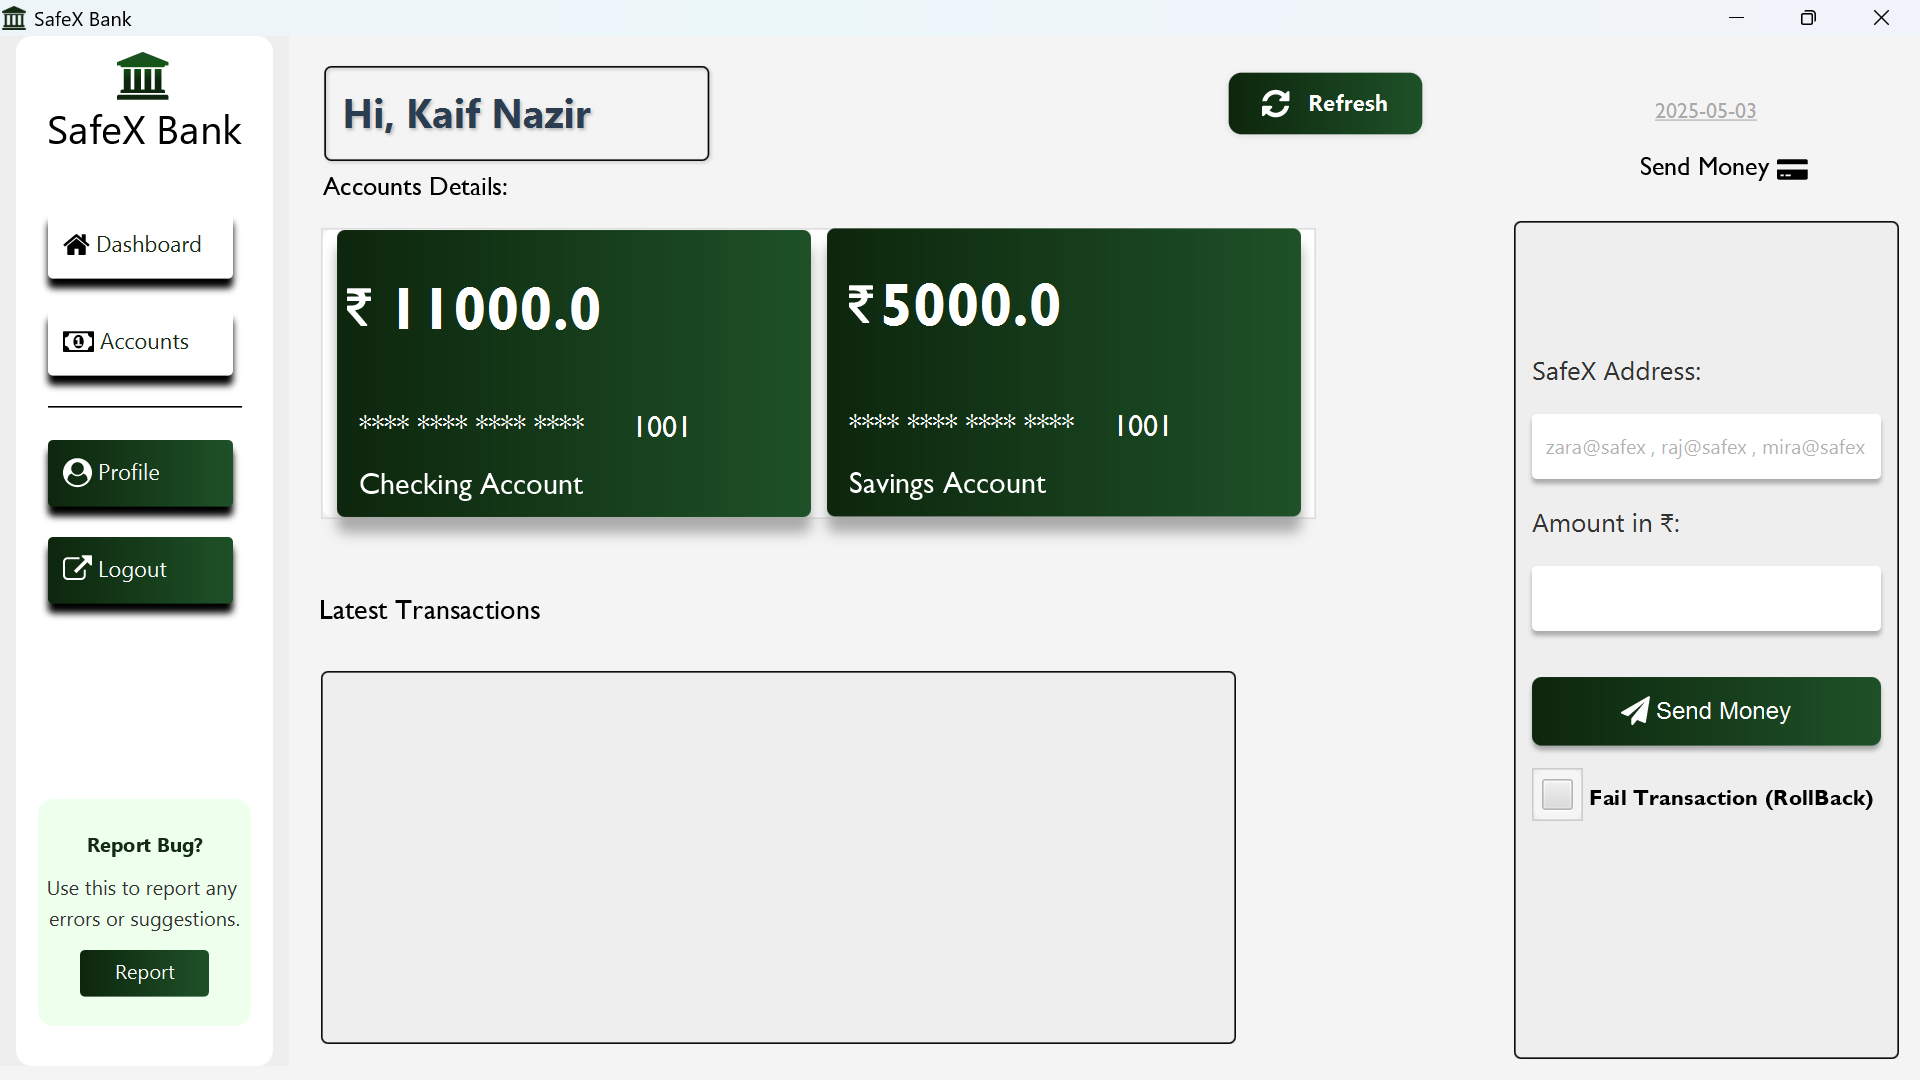 SafeX Bank
SafeX Bank
Dashboard
Accounts
Profile
Logout
Report Bug?
Use this to report any
errors or suggestions.
Report
Hi, Kaif Nazir
Refresh
Accounts Details:
₹ 11000.0
**** **** **** **** 1001
Checking Account
₹5000.0
**** **** **** **** 1001
Savings Account
Latest Transactions
2025-05-03
Send Money
SafeX Address:
zara@safex , raj@safex , mira@safex
Amount in ₹:
Send Money
Fail Transaction (RollBack)